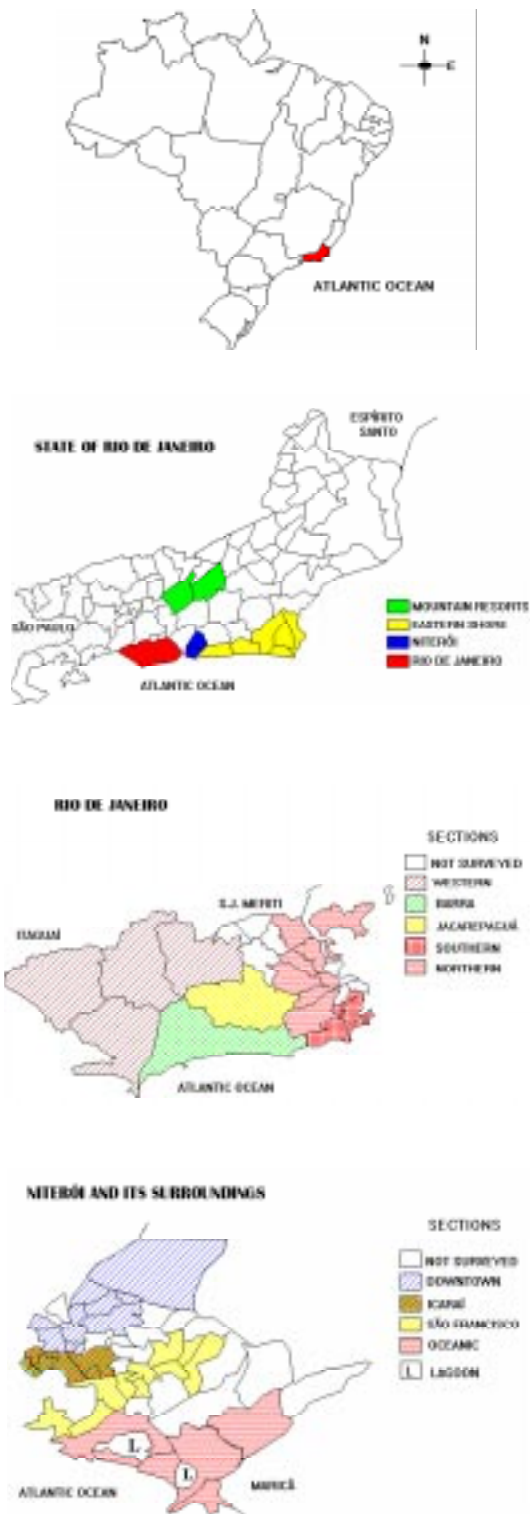 N
E
ATLANTIC OCEAN
ESPÍRITO
SANTO
STATE OF RIO DE JANEIRO
SÃO PAULO
MOUNTAIN RESORTS
EASTERN SHORE
NITERÓI
RIO DE JANEIRO
ATLANTIC OCEAN
RIO DE JANEIRO
SECTIONS
NOT SURVEYED
WESTERN
BARRA
JACAREPAGUÁ
SOUTHERN
NORTHERN
S.J. MERITI
ITAGUAÍ
ATLANTIC OCEAN
NITERÓI AND ITS SURROUNDINGS
SECTIONS
NOT SURVEYED
DOWNTOWN
ICARAÍ
SÃO FRANCISCO
OCEANIC
L LAGOON
L
L
ATLANTIC OCEAN
MARICÁ